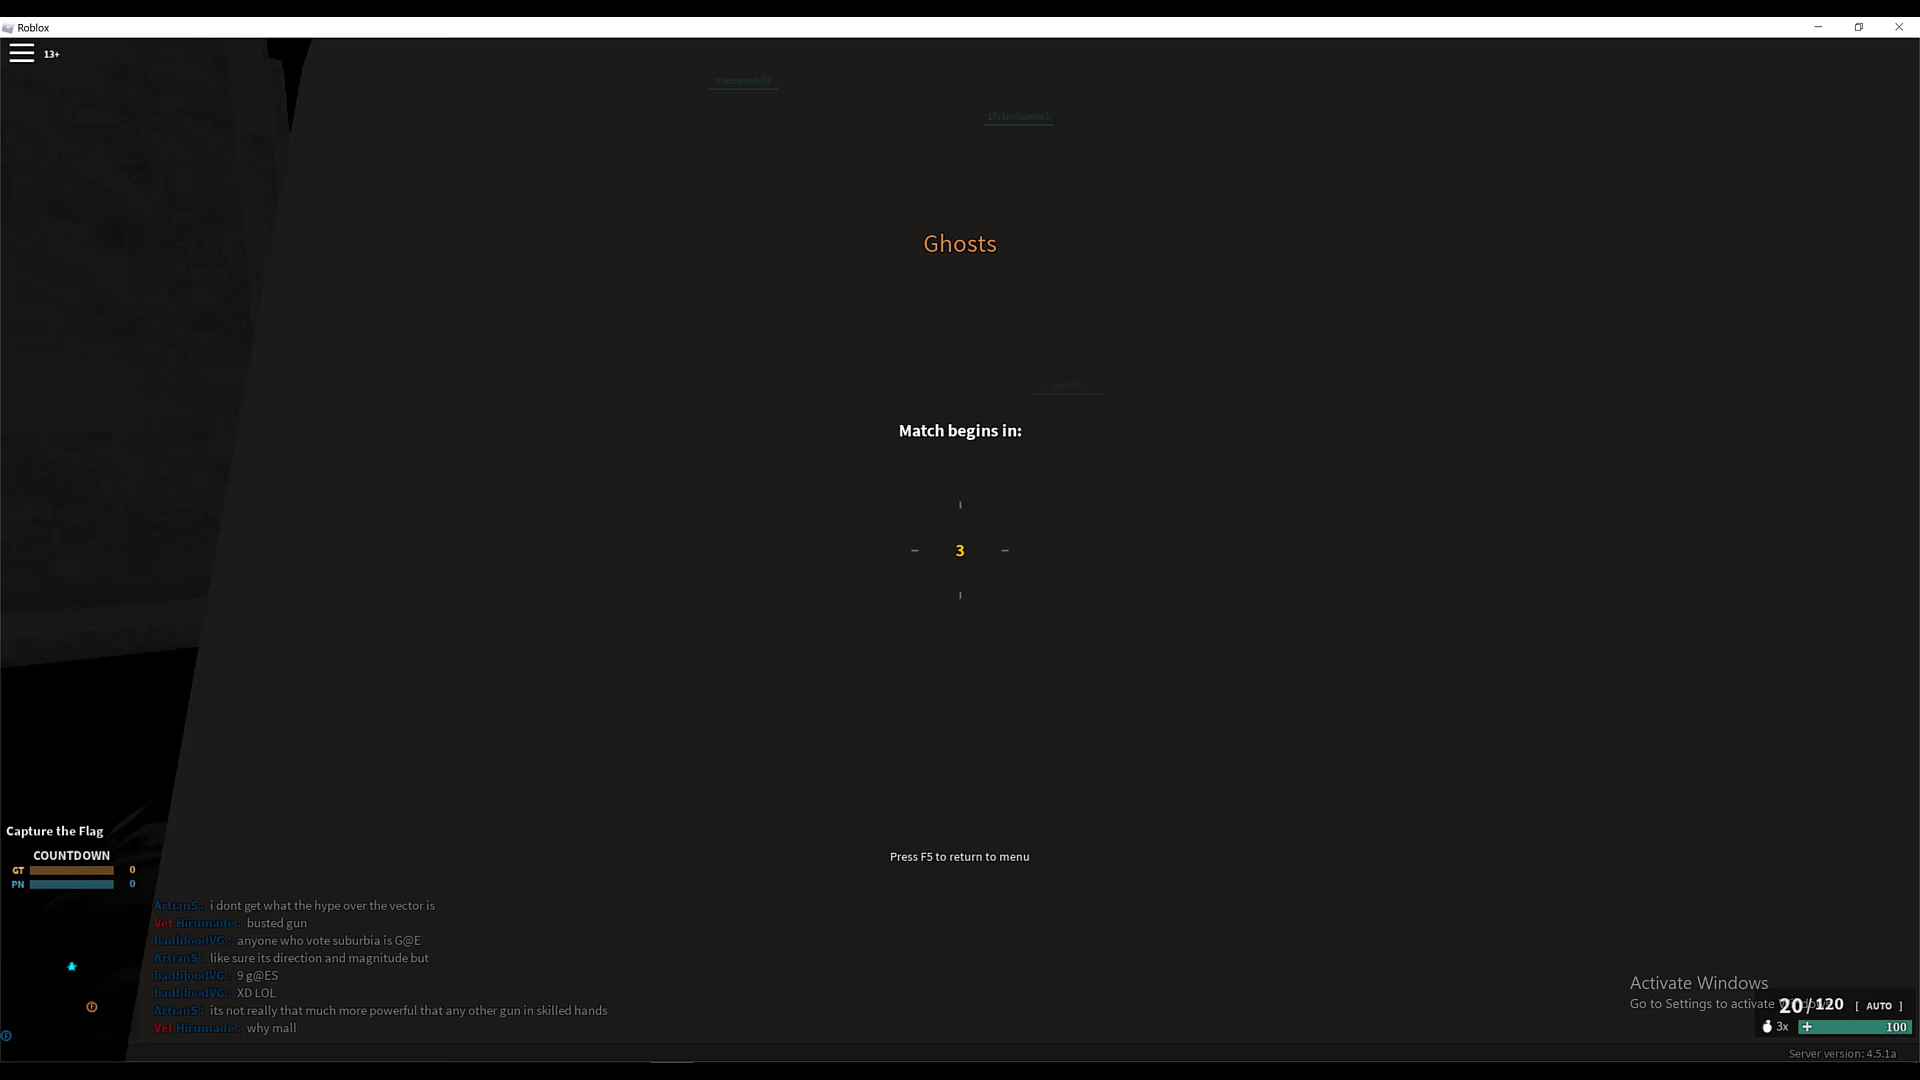 Roblox
13+
1FramSpeed1
Ghosts
Match begins in:
3
Press F5 to return to menu
Capture the Flag
COUNTDOWN
GT 0
PN 0
ArtianS : i dont get what the hype over the vector is
Vet Hirumade : busted gun
badbloodVG : anyone who vote suburbia is G@E
ArtianS : like sure its direction and magnitude but
badbloodVG : 9 g@ES
badbloodVG : XD LOL
ArtianS : its not really that much more powerful that any other gun in skilled hands
Vet Hirumade : why mall
Activate Windows
Go to Settings to activate Windows.
20/120 [ AUTO ]
3x + 100
Server version: 4.5.1a